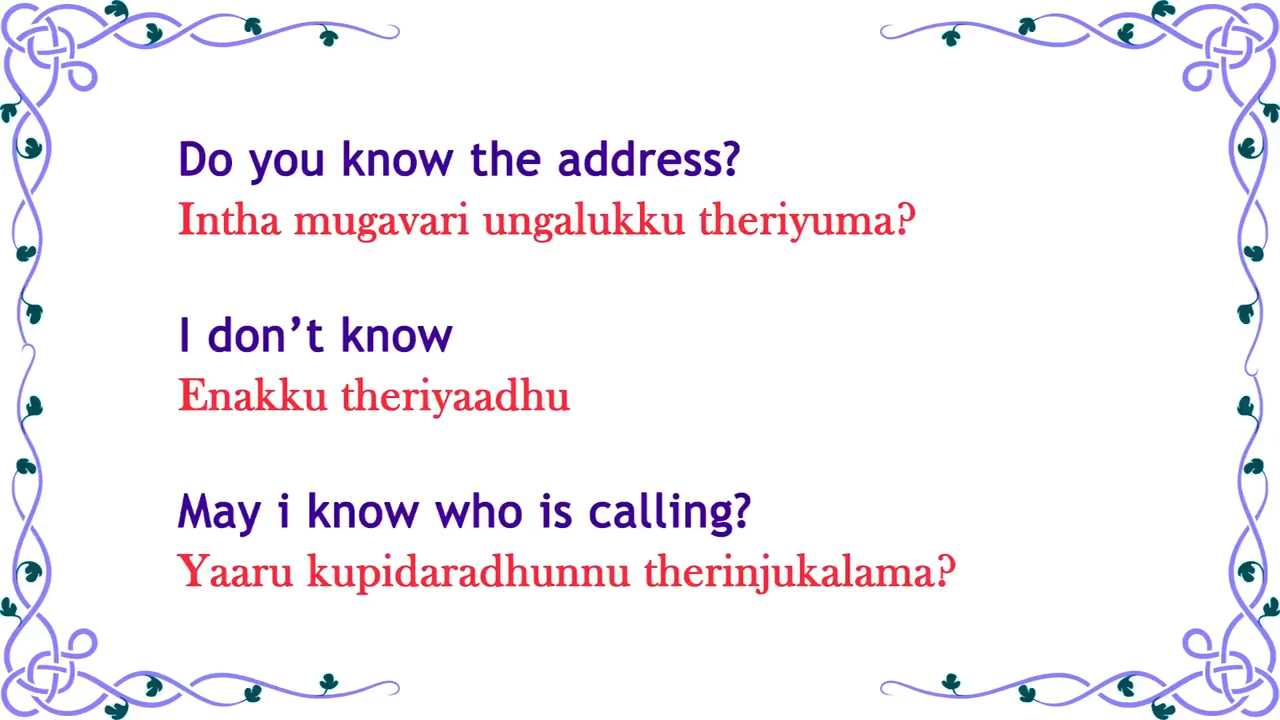 Do you know the address?
Intha mugavari ungalukku theriyuma?
I don’t know
Enakku theriyaadhu
May i know who is calling?
Yaaru kupidaradhunnu therinjukalama?